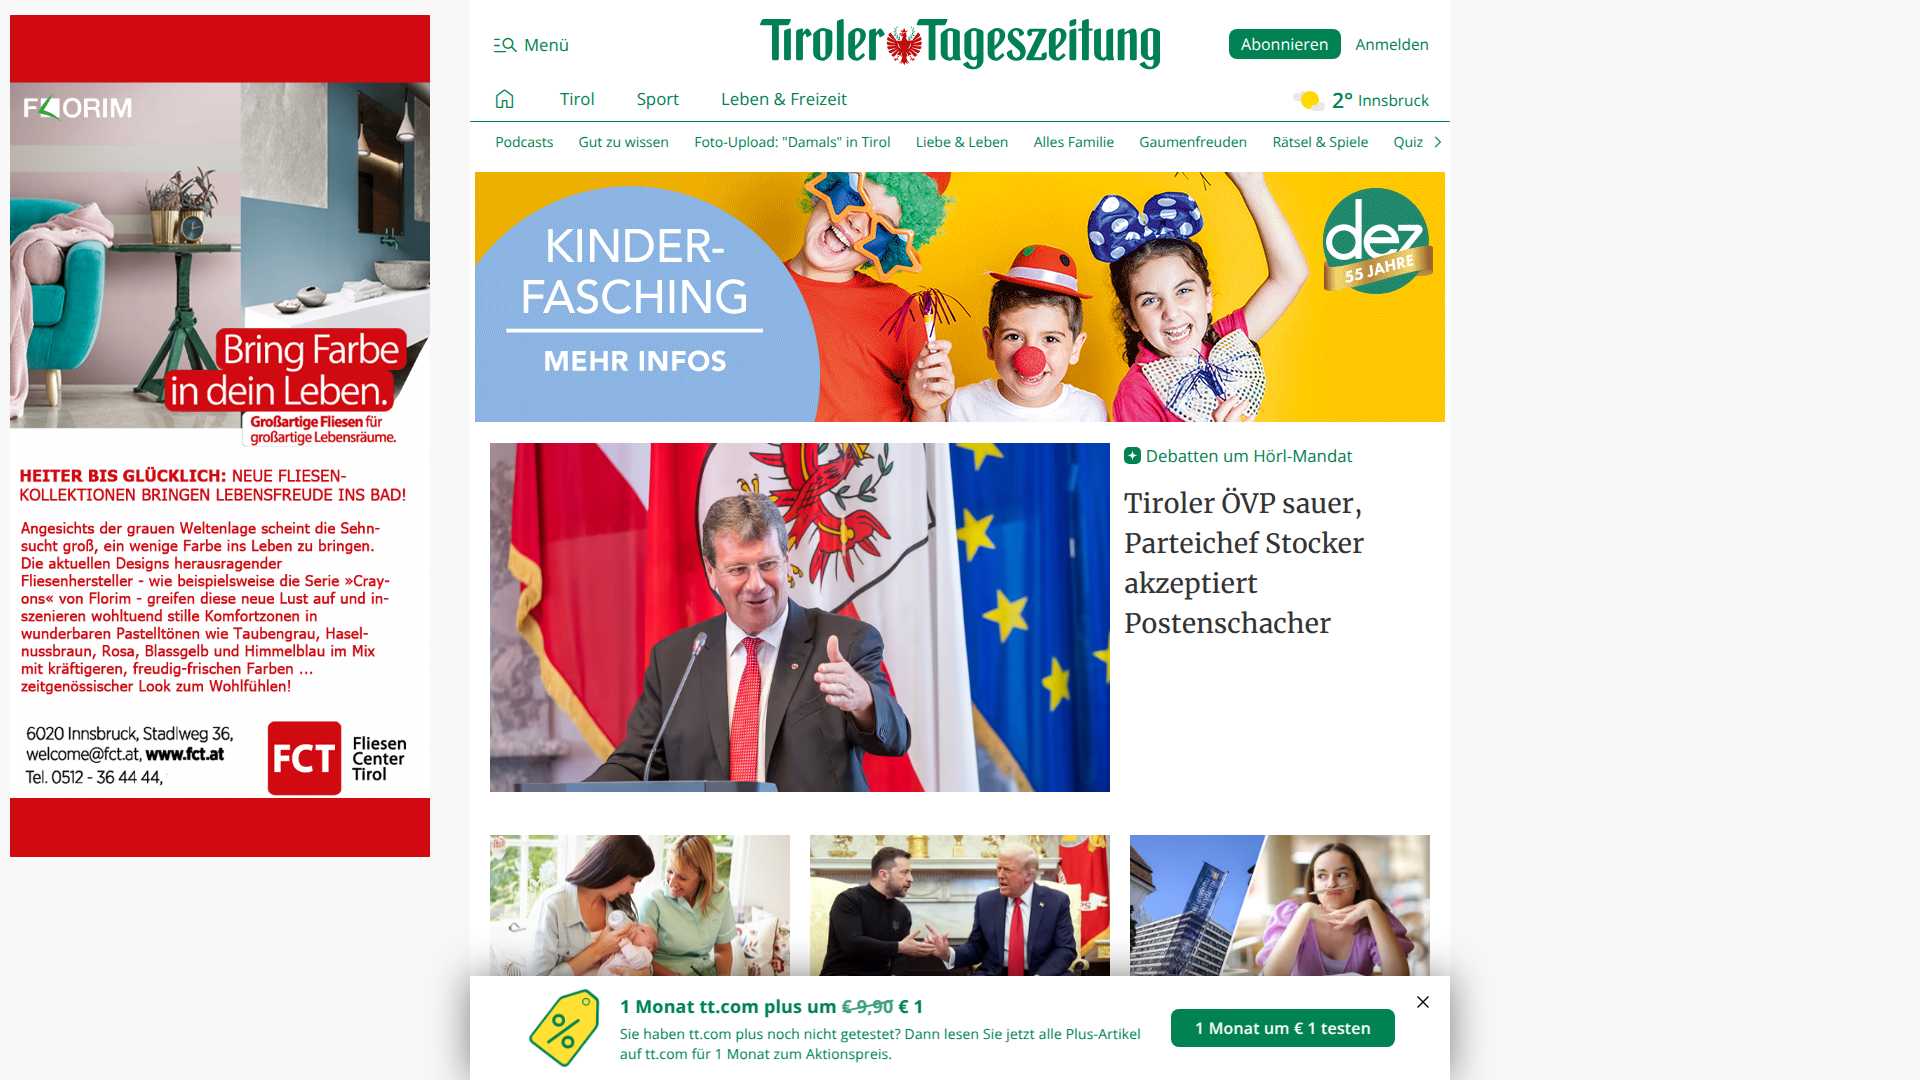 FLORIM
Bring Farbe
in dein Leben.
Großartige Fliesen für
großartige Lebensräume.
HEITER BIS GLÜCKLICH: NEUE FLIESEN-
KOLLEKTIONEN BRINGEN LEBENSFREUDE INS BAD!
Angesichts der grauen Weltenlage scheint die Sehn-
sucht groß, ein wenige Farbe ins Leben zu bringen.
Die aktuellen Designs herausragender
Fliesenhersteller - wie beispielsweise die Serie »Cray-
ons« von Florim - greifen diese neue Lust auf und in-
szenieren wohltuend stille Komfortzonen in
wunderbaren Pastelltönen wie Taubengrau, Hasel-
nussbraun, Rosa, Blassgelb und Himmelblau im Mix
mit kräftigeren, freudig-frischen Farben ...
zeitgenössischer Look zum Wohlfühlen!
6020 Innsbruck, Stadlweg 36,
welcome@fct.at, www.fct.at
Tel. 0512 - 36 44 44,
FCT
Fliesen
Center
Tirol
Menü
Tiroler Tageszeitung
Abonnieren
Anmelden
Tirol
Sport
Leben & Freizeit
2° Innsbruck
Podcasts
Gut zu wissen
Foto-Upload: "Damals" in Tirol
Liebe & Leben
Alles Familie
Gaumenfreuden
Rätsel & Spiele
Quiz
KINDER-
FASCHING
MEHR INFOS
dez
55 JAHRE
Debatten um Hörl-Mandat
Tiroler ÖVP sauer,
Parteichef Stocker
akzeptiert
Postenschacher
1 Monat tt.com plus um € 9,90 € 1
Sie haben tt.com plus noch nicht getestet? Dann lesen Sie jetzt alle Plus-Artikel
auf tt.com für 1 Monat zum Aktionspreis.
1 Monat um € 1 testen